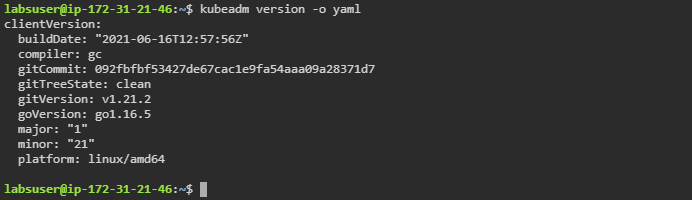 labsuser@ip-172-31-21-46:~$ kubeadm version -o yaml
clientVersion:
  buildDate: "2021-06-16T12:57:56Z"
  compiler: gc
  gitCommit: 092fbfbf53427de67cac1e9fa54aaa09a28371d7
  gitTreeState: clean
  gitVersion: v1.21.2
  goVersion: go1.16.5
  major: "1"
  minor: "21"
  platform: linux/amd64
labsuser@ip-172-31-21-46:~$